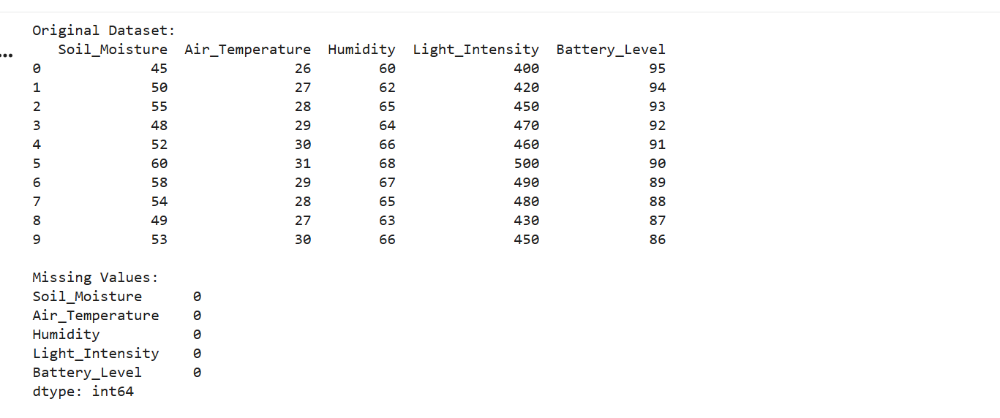 Original Dataset:
   Soil_Moisture  Air_Temperature  Humidity  Light_Intensity  Battery_Level
0             45               26        60              400             95
1             50               27        62              420             94
2             55               28        65              450             93
3             48               29        64              470             92
4             52               30        66              460             91
5             60               31        68              500             90
6             58               29        67              490             89
7             54               28        65              480             88
8             49               27        63              430             87
9             53               30        66              450             86
Missing Values:
Soil_Moisture      0
Air_Temperature    0
Humidity           0
Light_Intensity    0
Battery_Level      0
dtype: int64